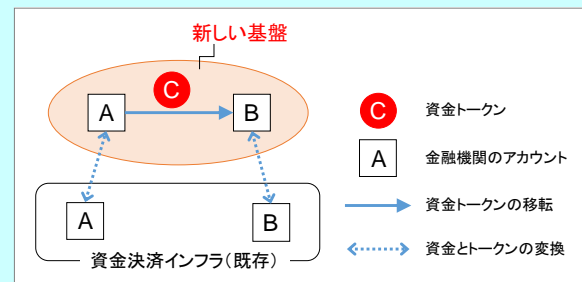 新しい基盤
C
A
B
A
B
資金決済インフラ(既存)
C 資金トークン
A 金融機関のアカウント
資金トークンの移転
資金とトークンの変換